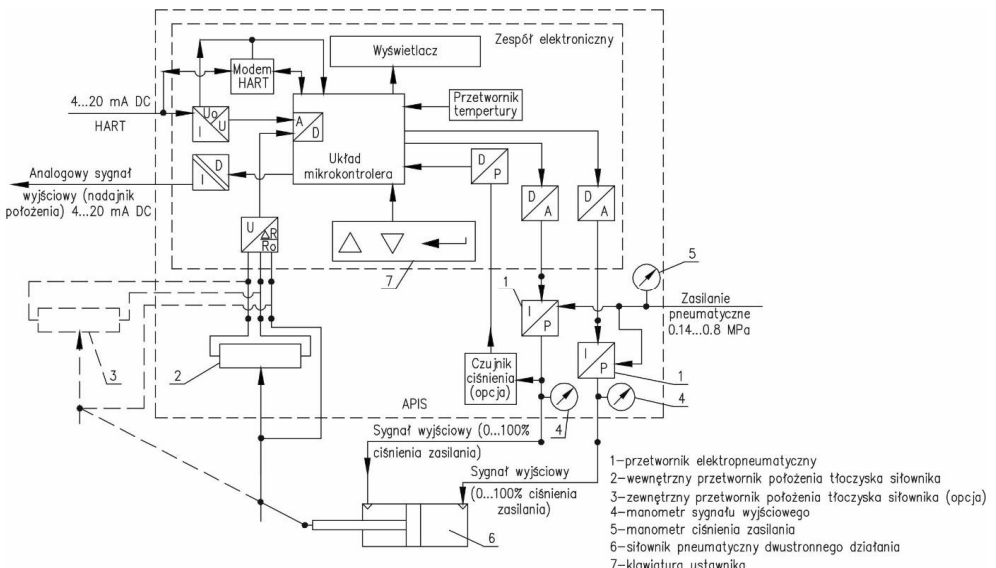 Zespół elektroniczny
Wyświetlacz
Modem
HART
4...20 mA DC
HART
Uo
U
I
A
D
Przetwornik
tempertury
Układ
mikrokontrolera
D
I
D
P
D
A
D
A
Analogowy sygnał
wyjściowy (nadajnik
położenia) 4...20 mA DC
U
△R
Ro
7
5
Zasilanie
pneumatyczne
0.14...0.8 MPa
1
I
P
I
P
1
3
2
Czujnik
ciśnienia
(opcja)
4
4
APIS
Sygnał wyjściowy (0...100%
ciśnienia zasilania)
Sygnał wyjściowy
(0...100% ciśnienia
zasilania)
6
1-przetwornik elektropneumatyczny
2-wewnętrzny przetwornik położenia tłoczyska siłownika
3-zewnętrzny przetwornik położenia tłoczyska siłownika (opcja)
4-manometr sygnału wyjściowego
5-manometr ciśnienia zasilania
6-siłownik pneumatyczny dwustronnego działania
7-klawiatura ustawnika